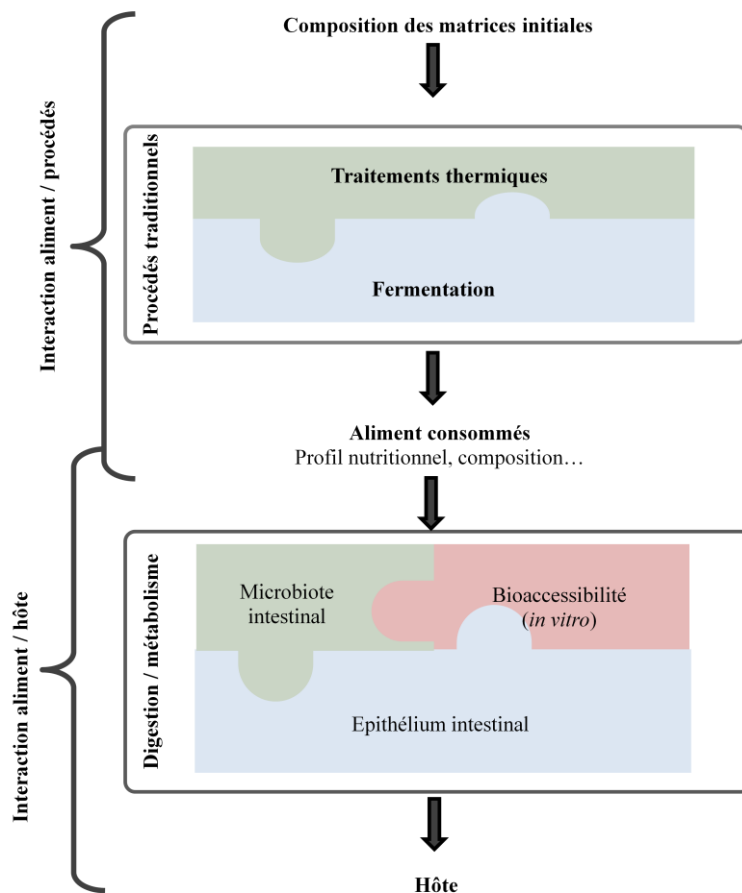 Composition des matrices initiales
Interaction aliment / procédés
Procédés traditionnels
Traitements thermiques
Fermentation
Aliment consommés
Profil nutritionnel, composition…
Interaction aliment / hôte
Digestion / métabolisme
Microbiote
intestinal
Bioaccessibilité
(in vitro)
Epithélium intestinal
Hôte